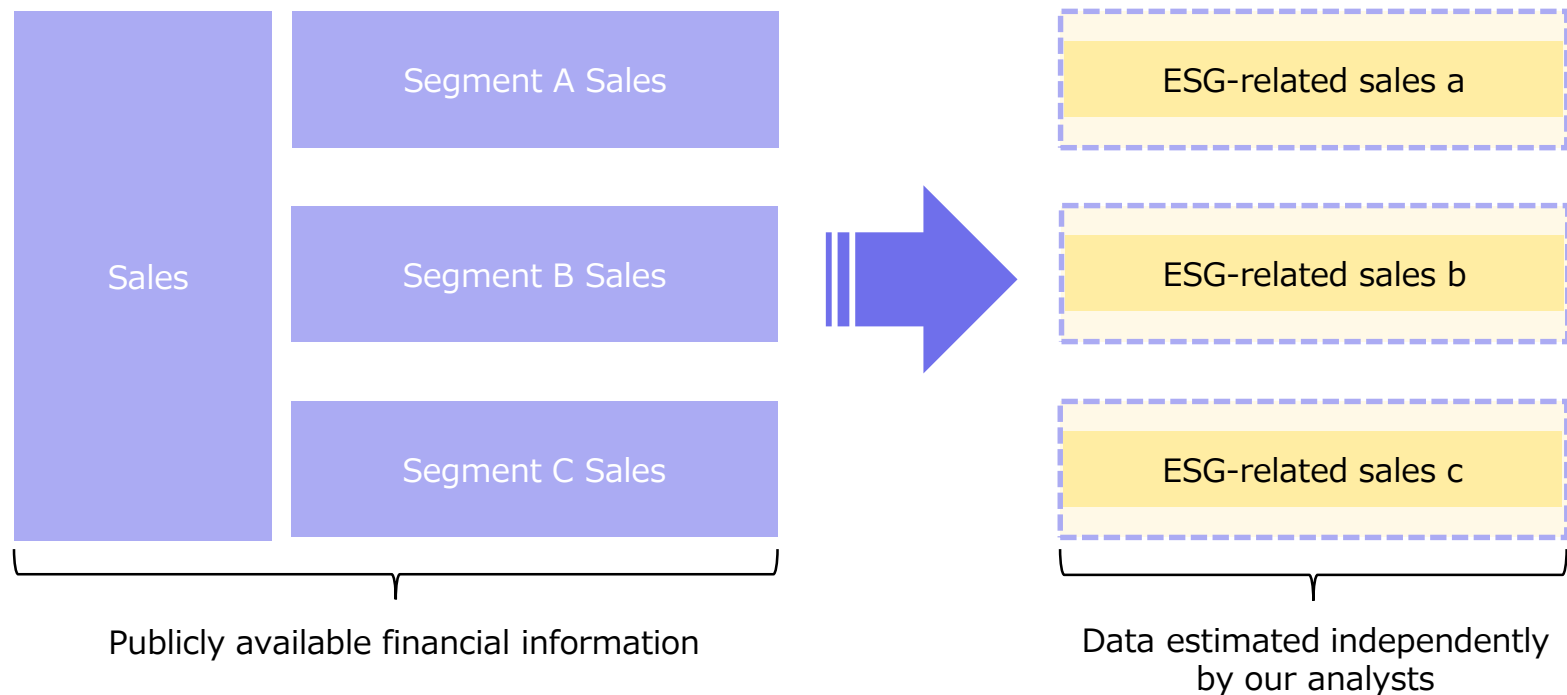 Sales
Segment A Sales
Segment B Sales
Segment C Sales
Publicly available financial information
ESG-related sales a
ESG-related sales b
ESG-related sales c
Data estimated independently
by our analysts